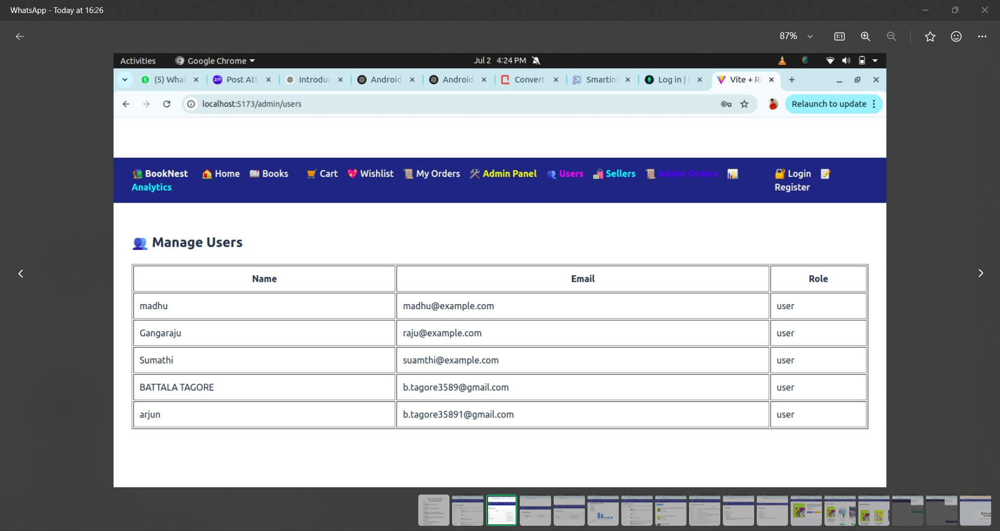 WhatsApp - Today at 16:26
87%
1:1
Activities Google Chrome Jul 2 4:24 PM
(5) What Post Att Introduc Android Android Convert Smartin Log in | Vite + R
localhost:5173/admin/users Relaunch to update
BookNest Home Books Cart Wishlist My Orders Admin Panel Users Sellers Admin Orders Login
Analytics Register
Manage Users
Name Email Role
madhu madhu@example.com user
Gangaraju raju@example.com user
Sumathi suamthi@example.com user
BATTALA TAGORE b.tagore3589@gmail.com user
arjun b.tagore35891@gmail.com user